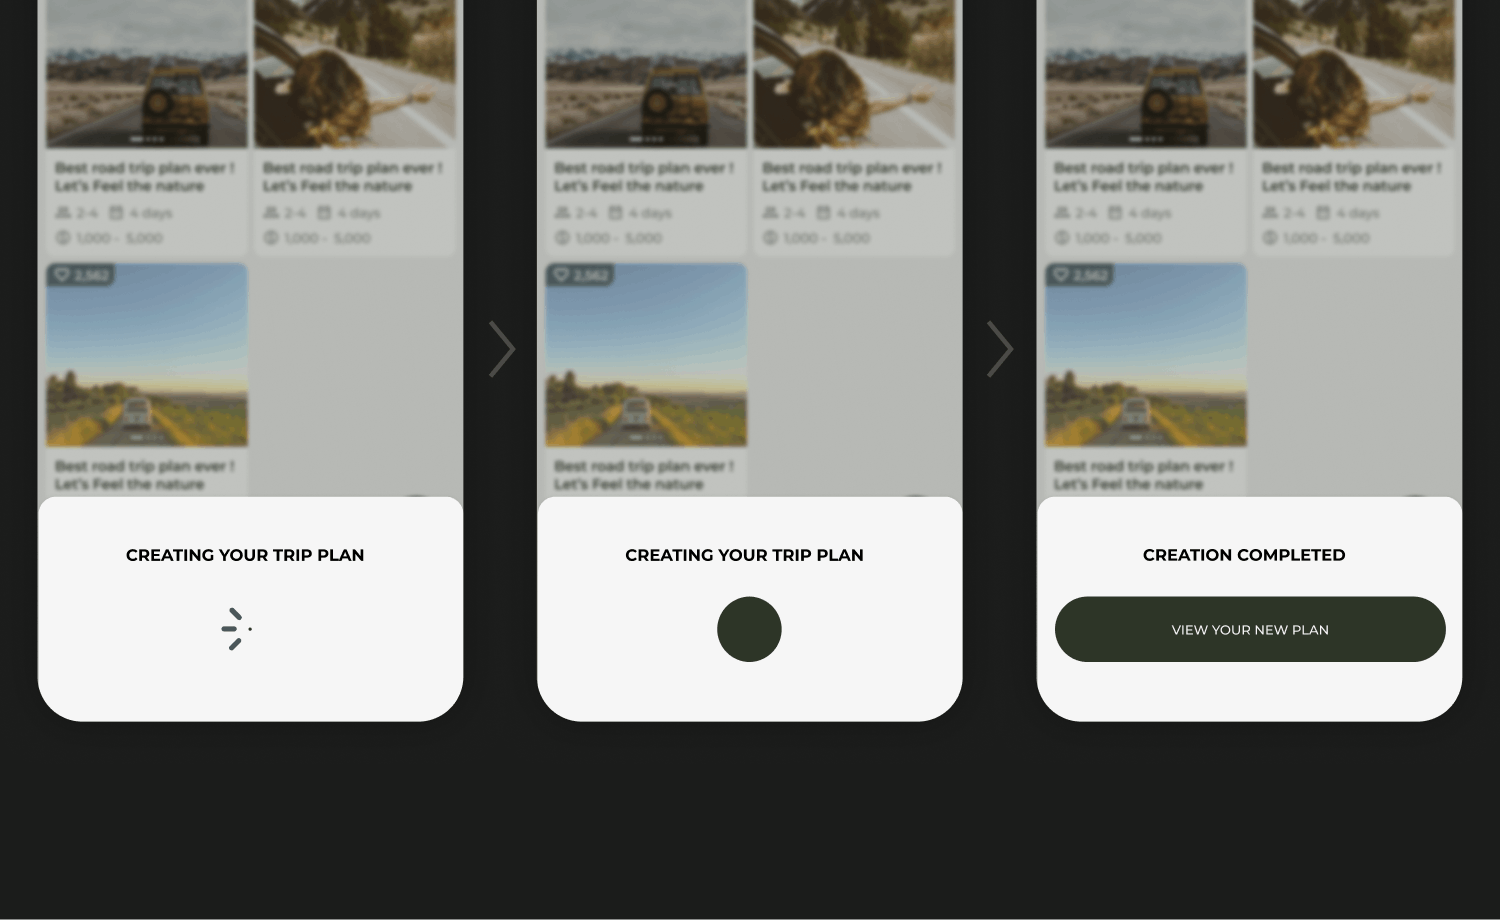 Best road trip plan ever !
Let's Feel the nature
2-4 4 days
1,000 - 5,000
Best road trip plan ever !
Let's Feel the nature
2-4 4 days
1,000 - 5,000
2,562
Best road trip plan ever !
Let's Feel the nature
CREATING YOUR TRIP PLAN
Best road trip plan ever !
Let's Feel the nature
2-4 4 days
1,000 - 5,000
Best road trip plan ever !
Let's Feel the nature
2-4 4 days
1,000 - 5,000
2,562
Best road trip plan ever !
Let's Feel the nature
CREATING YOUR TRIP PLAN
Best road trip plan ever !
Let's Feel the nature
2-4 4 days
1,000 - 5,000
Best road trip plan ever !
Let's Feel the nature
2-4 4 days
1,000 - 5,000
2,562
Best road trip plan ever !
Let's Feel the nature
CREATION COMPLETED
VIEW YOUR NEW PLAN